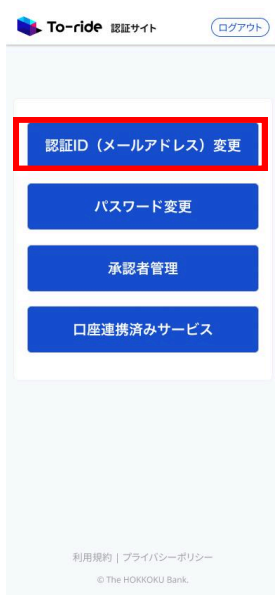 To-ride 認証サイト ログアウト
認証ID（メールアドレス）変更
パスワード変更
承認者管理
口座連携済みサービス
利用規約 | プライバシーポリシー
© The HOKKOKU Bank.